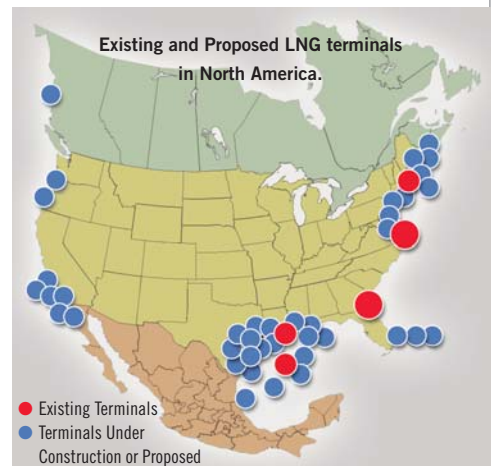 Existing and Proposed LNG terminals
in North America.
Existing Terminals
Terminals Under
Construction or Proposed